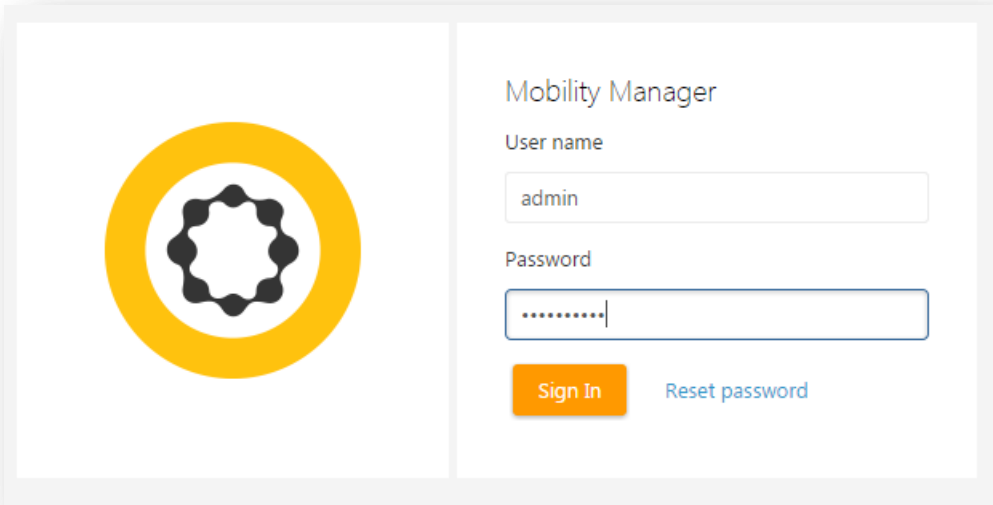 Mobility Manager
User name
admin
Password
••••••••••
Sign In Reset password